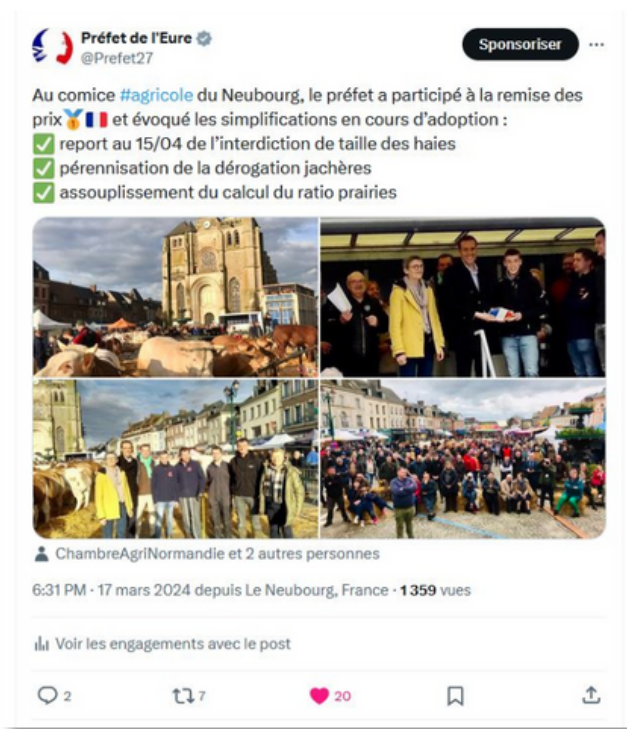 Préfet de l'Eure
@Prefet27
Sponsoriser
Au comice #agricole du Neubourg, le préfet a participé à la remise des
prix🥇🇫🇷 et évoqué les simplifications en cours d'adoption :
✅ report au 15/04 de l'interdiction de taille des haies
✅ pérennisation de la dérogation jachères
✅ assouplissement du calcul du ratio prairies
ChambreAgriNormandie et 2 autres personnes
6:31 PM · 17 mars 2024 depuis Le Neubourg, France · 1 359 vues
Voir les engagements avec le post
2
7
20